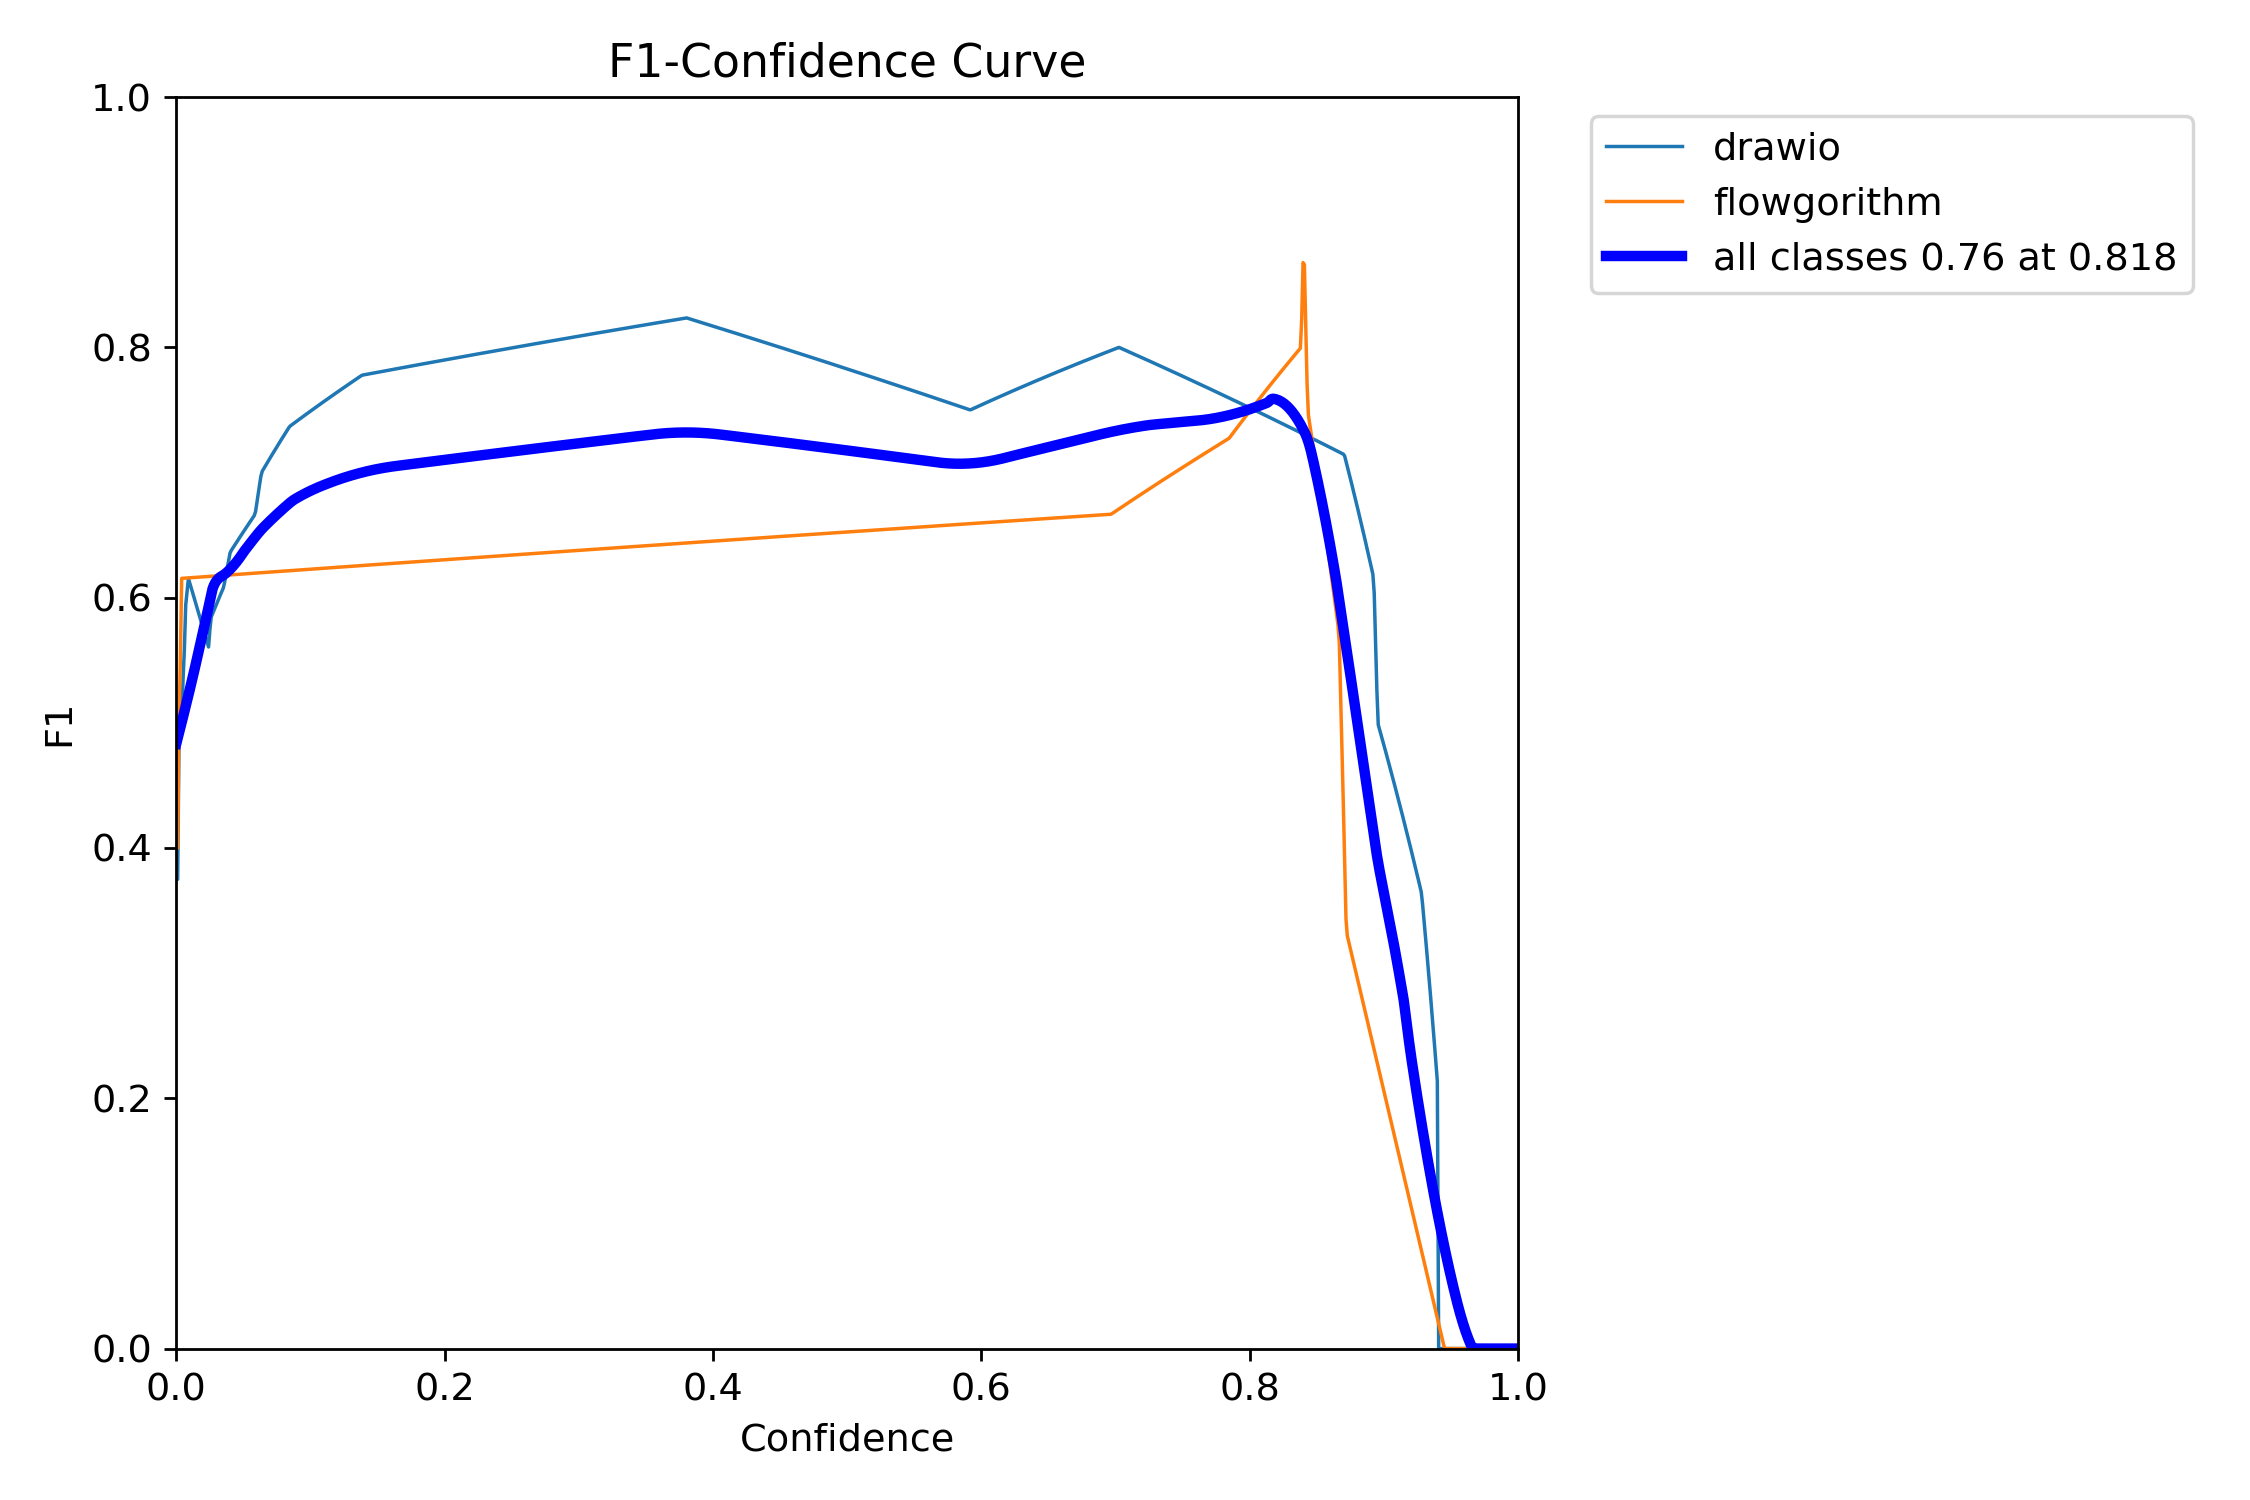 F1-Confidence Curve
1.0
0.8
0.6
0.4
0.2
0.0
F1
0.0 0.2 0.4 0.6 0.8 1.0
Confidence
drawio
flowgorithm
all classes 0.76 at 0.818